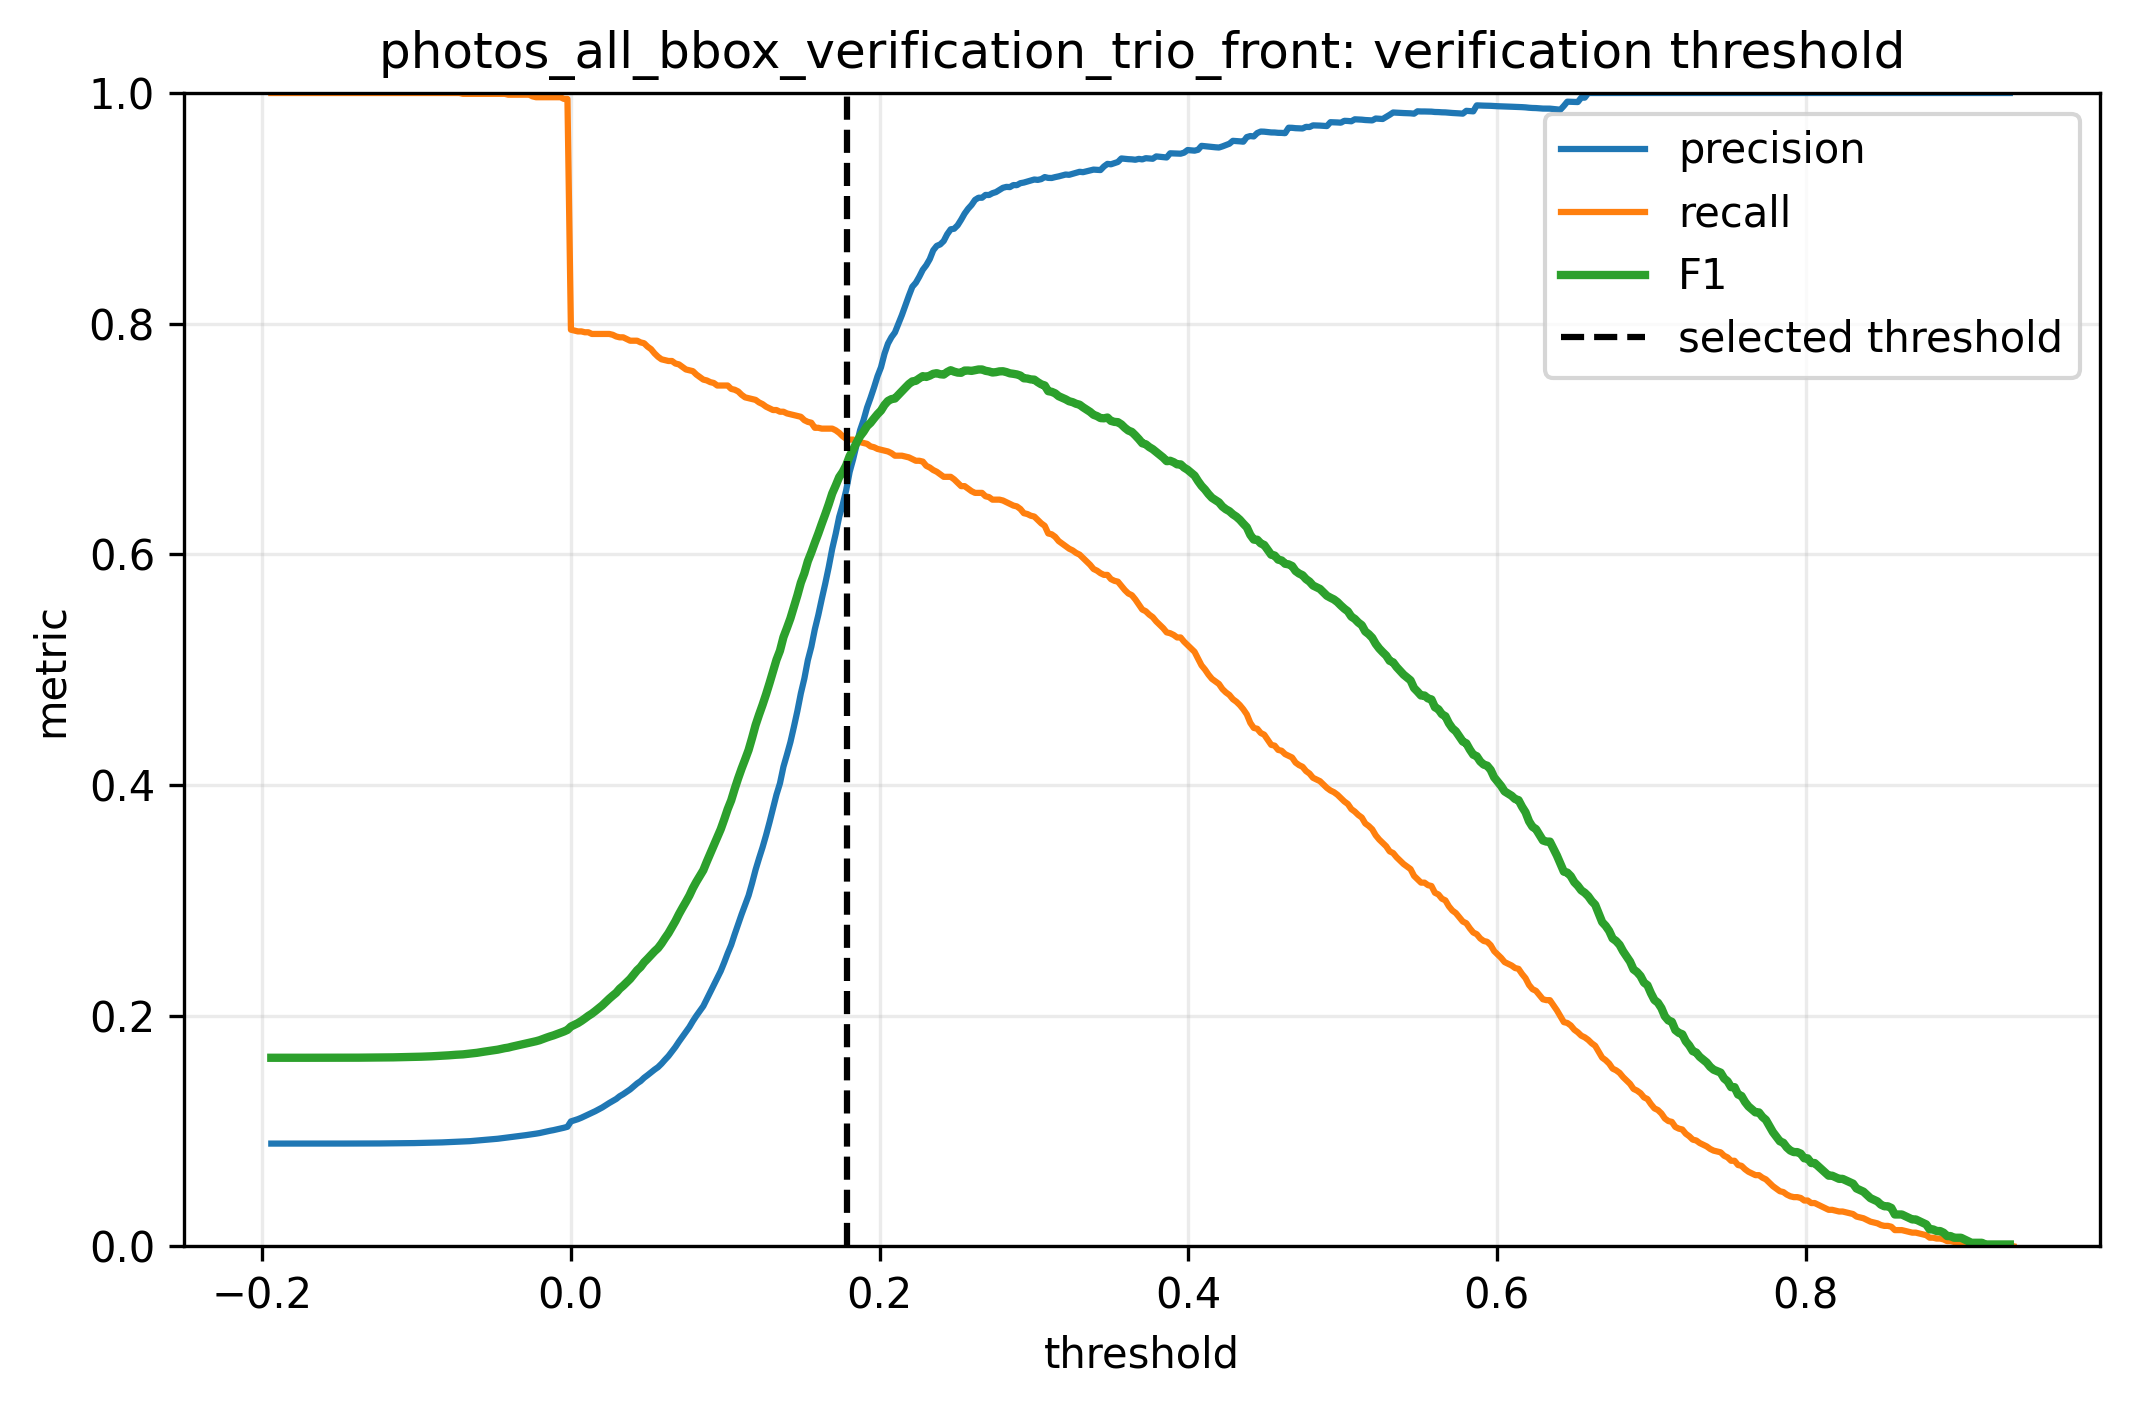 photos_all_bbox_verification_trio_front: verification threshold
1.0
0.8
0.6
0.4
0.2
0.0
metric
precision
recall
F1
selected threshold
−0.2
0.0
0.2
0.4
0.6
0.8
threshold